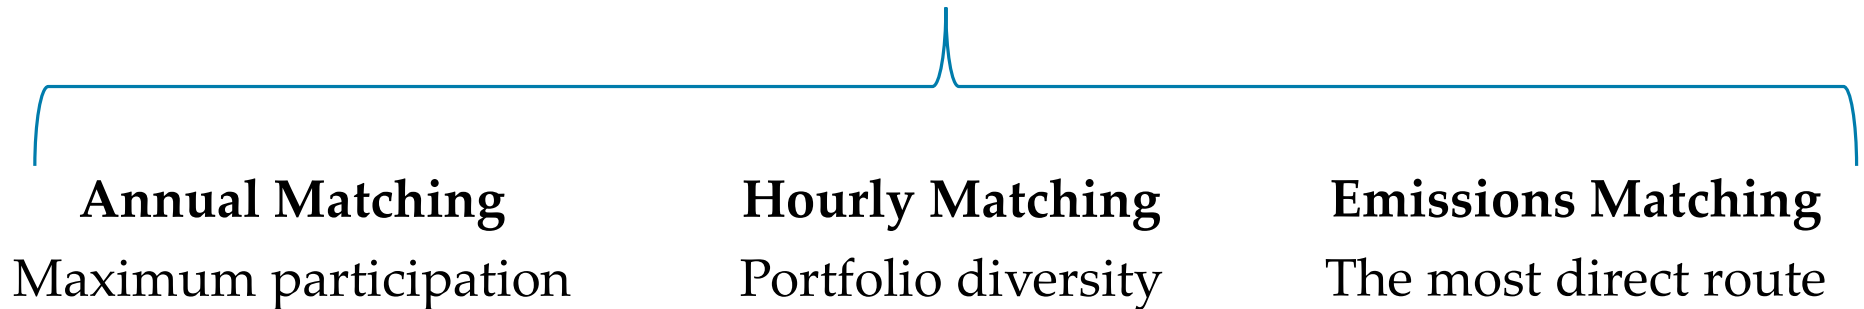 Annual Matching Hourly Matching Emissions Matching
Maximum participation Portfolio diversity The most direct route